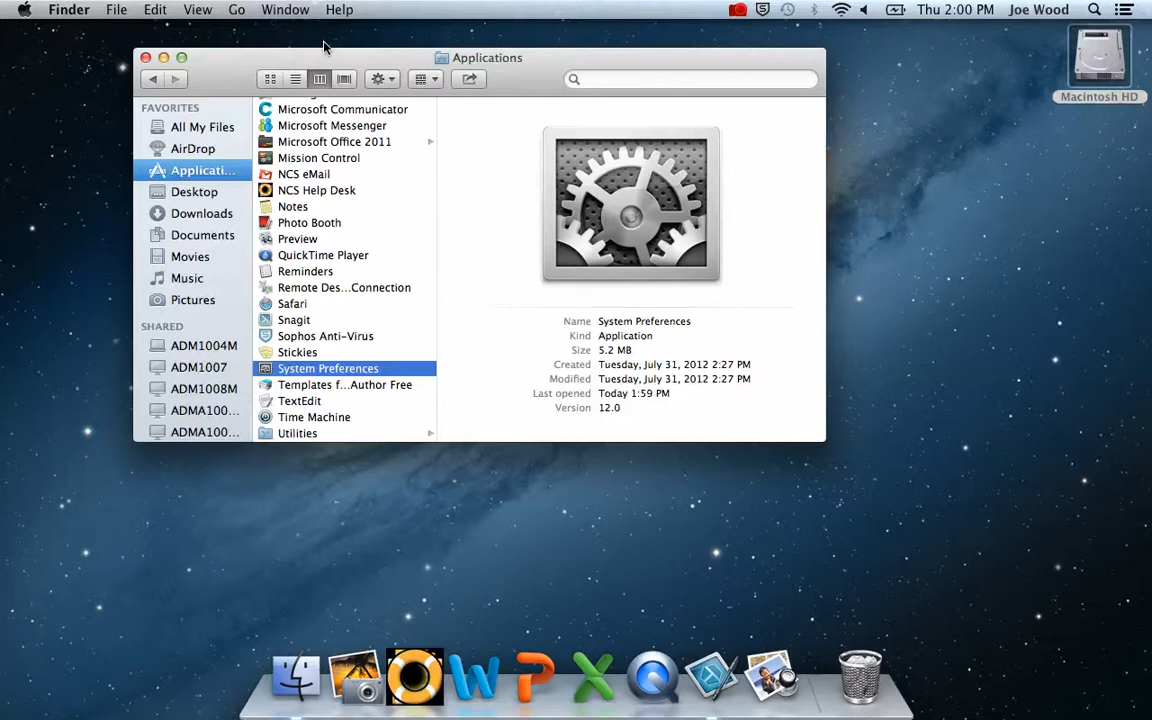 Finder File Edit View Go Window Help Thu 2:00 PM Joe Wood
Macintosh HD
Applications
FAVORITES
All My Files
AirDrop
Applicati...
Desktop
Downloads
Documents
Movies
Music
Pictures
SHARED
ADM1004M
ADM1007
ADM1008M
ADMA100...
ADMA100...
Microsoft Communicator
Microsoft Messenger
Microsoft Office 2011
Mission Control
NCS eMail
NCS Help Desk
Notes
Photo Booth
Preview
QuickTime Player
Reminders
Remote Des...Connection
Safari
Snagit
Sophos Anti-Virus
Stickies
System Preferences
Templates f...Author Free
TextEdit
Time Machine
Utilities
Name System Preferences
Kind Application
Size 5.2 MB
Created Tuesday, July 31, 2012 2:27 PM
Modified Tuesday, July 31, 2012 2:27 PM
Last opened Today 1:59 PM
Version 12.0